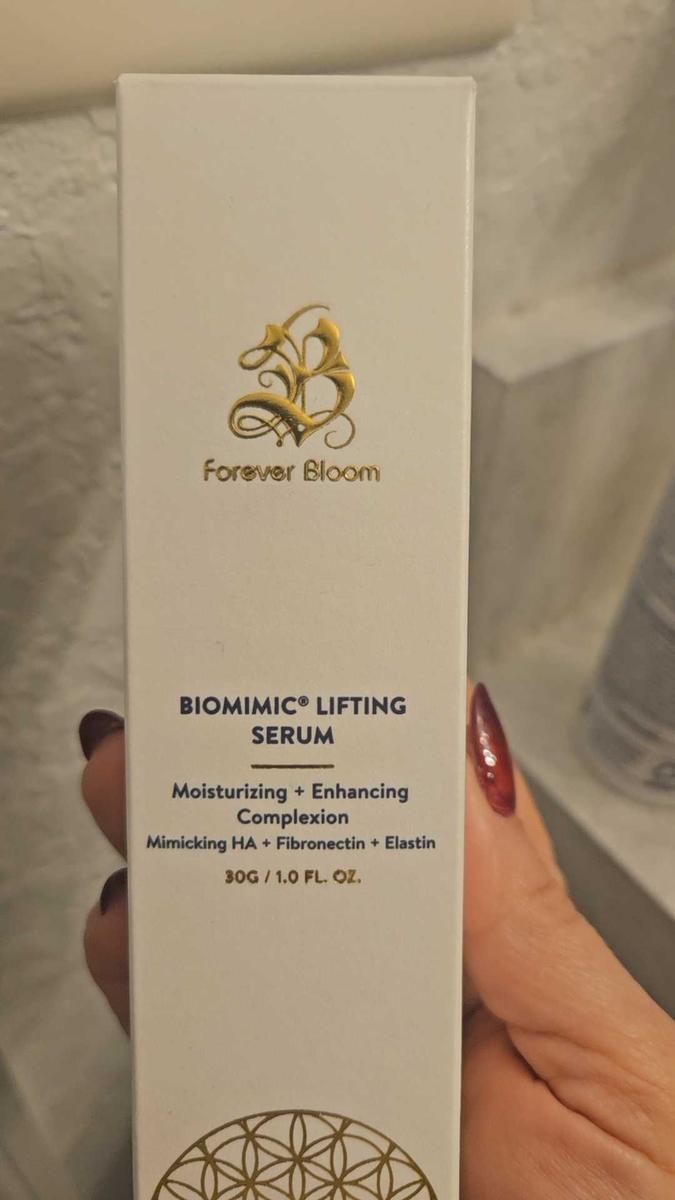 B
Forever Bloom
BIOMIMIC® LIFTING
SERUM
Moisturizing + Enhancing
Complexion
Mimicking HA + Fibronectin + Elastin
30G / 1.0 FL. OZ.